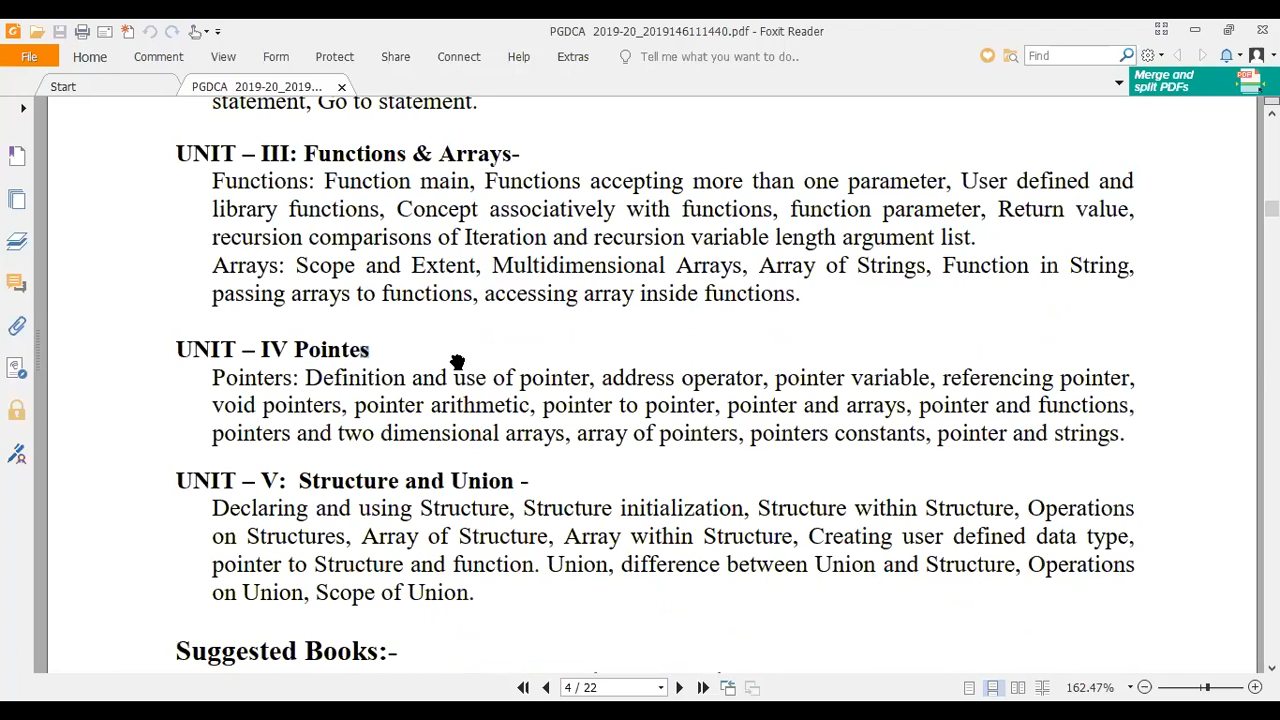 PGDCA 2019-20_2019146111440.pdf - Foxit Reader
File Home Comment View Form Protect Share Connect Help Extras Tell me what you want to do.. Find
Start PGDCA 2019-20_2019... Merge and split PDFs
statement, Go to statement.
UNIT – III: Functions & Arrays-
Functions: Function main, Functions accepting more than one parameter, User defined and
library functions, Concept associatively with functions, function parameter, Return value,
recursion comparisons of Iteration and recursion variable length argument list.
Arrays: Scope and Extent, Multidimensional Arrays, Array of Strings, Function in String,
passing arrays to functions, accessing array inside functions.
UNIT – IV Pointes
Pointers: Definition and use of pointer, address operator, pointer variable, referencing pointer,
void pointers, pointer arithmetic, pointer to pointer, pointer and arrays, pointer and functions,
pointers and two dimensional arrays, array of pointers, pointers constants, pointer and strings.
UNIT – V: Structure and Union -
Declaring and using Structure, Structure initialization, Structure within Structure, Operations
on Structures, Array of Structure, Array within Structure, Creating user defined data type,
pointer to Structure and function. Union, difference between Union and Structure, Operations
on Union, Scope of Union.
Suggested Books:-
4 / 22 162.47%